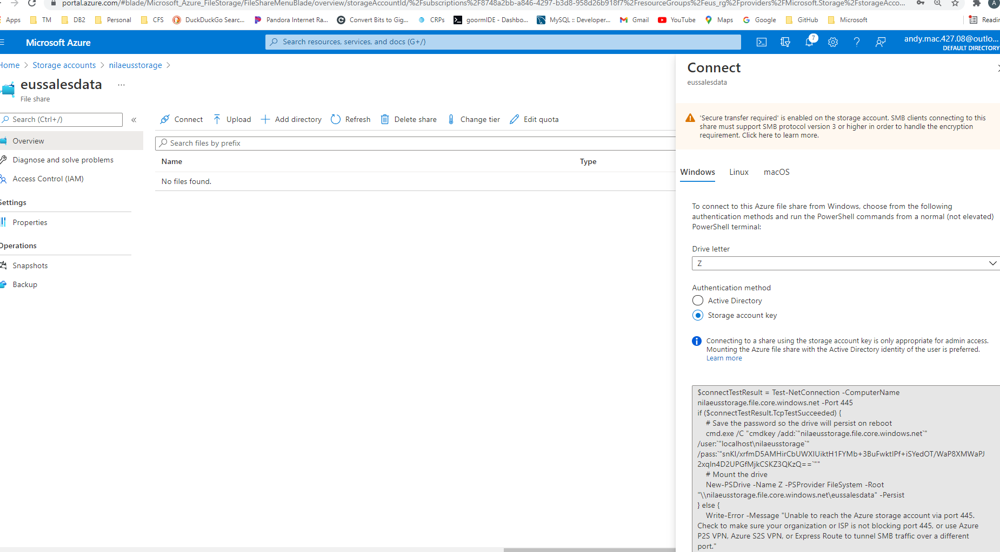 portal.azure.com/#blade/Microsoft_Azure_FileStorage/FileShareMenuBlade/overview/storageAccountId/%2Fsubscriptions%2F8748a2bb-a846-4297-b3d8-958d26b918f7%2FresourceGroups%2Feus_rg%2Fproviders%2FMicrosoft.Storage%2FstorageAcco...
A
Apps TM DB2 Personal CFS DuckDuckGo Searc... Pandora Internet Ra... Convert Bits to Gig... CRPs goormIDE - Dashbo... MySQL :: Developer... Gmail YouTube Maps Google GitHub Microsoft Readin
Microsoft Azure
Search resources, services, and docs (G+/)
7
andy.mac.427.08@outlo...
DEFAULT DIRECTORY
Home > Storage accounts > nilaeusstorage >
eussalesdata ...
File share
Search (Ctrl+/) «
Overview
Diagnose and solve problems
Access Control (IAM)
Settings
Properties
Operations
Snapshots
Backup
Connect Upload Add directory Refresh Delete share Change tier Edit quota
Search files by prefix
Name Type
No files found.
Connect
eussalesdata
'Secure transfer required' is enabled on the storage account. SMB clients connecting to this
share must support SMB protocol version 3 or higher in order to handle the encryption
requirement. Click here to learn more.
Windows Linux macOS
To connect to this Azure file share from Windows, choose from the following
authentication methods and run the PowerShell commands from a normal (not elevated)
PowerShell terminal:
Drive letter
Z
Authentication method
Active Directory
Storage account key
Connecting to a share using the storage account key is only appropriate for admin access.
Mounting the Azure file share with the Active Directory identity of the user is preferred.
Learn more
$connectTestResult = Test-NetConnection -ComputerName
nilaeusstorage.file.core.windows.net -Port 445
if ($connectTestResult.TcpTestSucceeded) {
# Save the password so the drive will persist on reboot
cmd.exe /C "cmdkey /add:`"nilaeusstorage.file.core.windows.net`"
/user:`"localhost\nilaeusstorage`"
/pass:`"
# Mount the drive
New-PSDrive -Name Z -PSProvider FileSystem -Root
"\\nilaeusstorage.file.core.windows.net\eussalesdata" -Persist
} else {
Write-Error -Message "Unable to reach the Azure storage account via port 445.
Check to make sure your organization or ISP is not blocking port 445, or use Azure
P2S VPN, Azure S2S VPN, or Express Route to tunnel SMB traffic over a different
port."